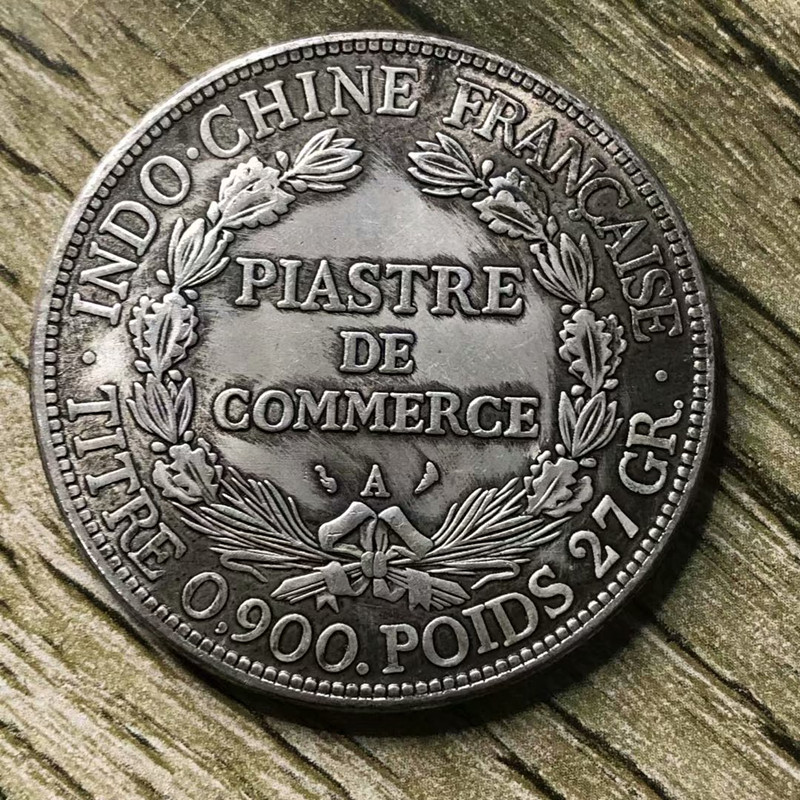 · INDO·CHINE FRANÇAISE ·
PIASTRE
DE
COMMERCE
A
TITRE 0,900. POIDS 27 GR.